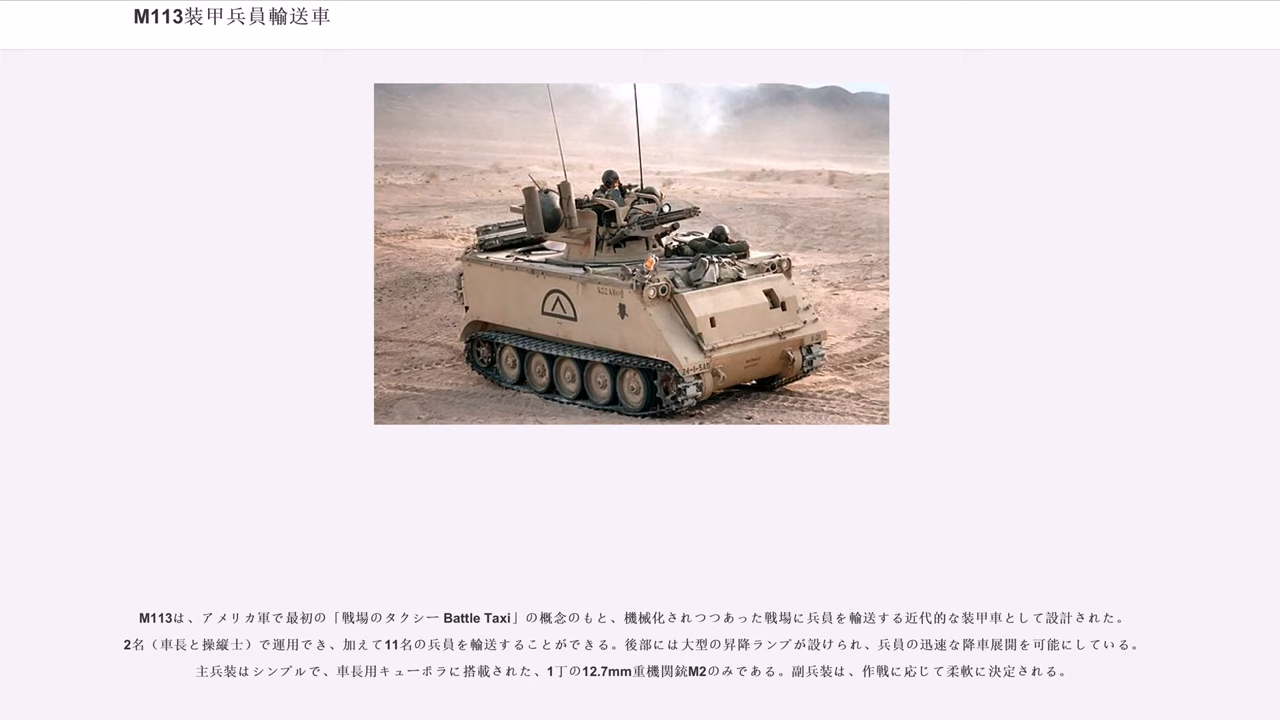 M113装甲兵員輸送車
M113は、アメリカ軍で最初の「戦場のタクシー Battle Taxi」の概念のもと、機械化されつつあった戦場に兵員を輸送する近代的な装甲車として設計された。
2名（車長と操縦士）で運用でき、加えて11名の兵員を輸送することができる。後部には大型の昇降ランプが設けられ、兵員の迅速な降車展開を可能にしている。
主兵装はシンプルで、車長用キューポラに搭載された、1丁の12.7mm重機関銃M2のみである。副兵装は、作戦に応じて柔軟に決定される。